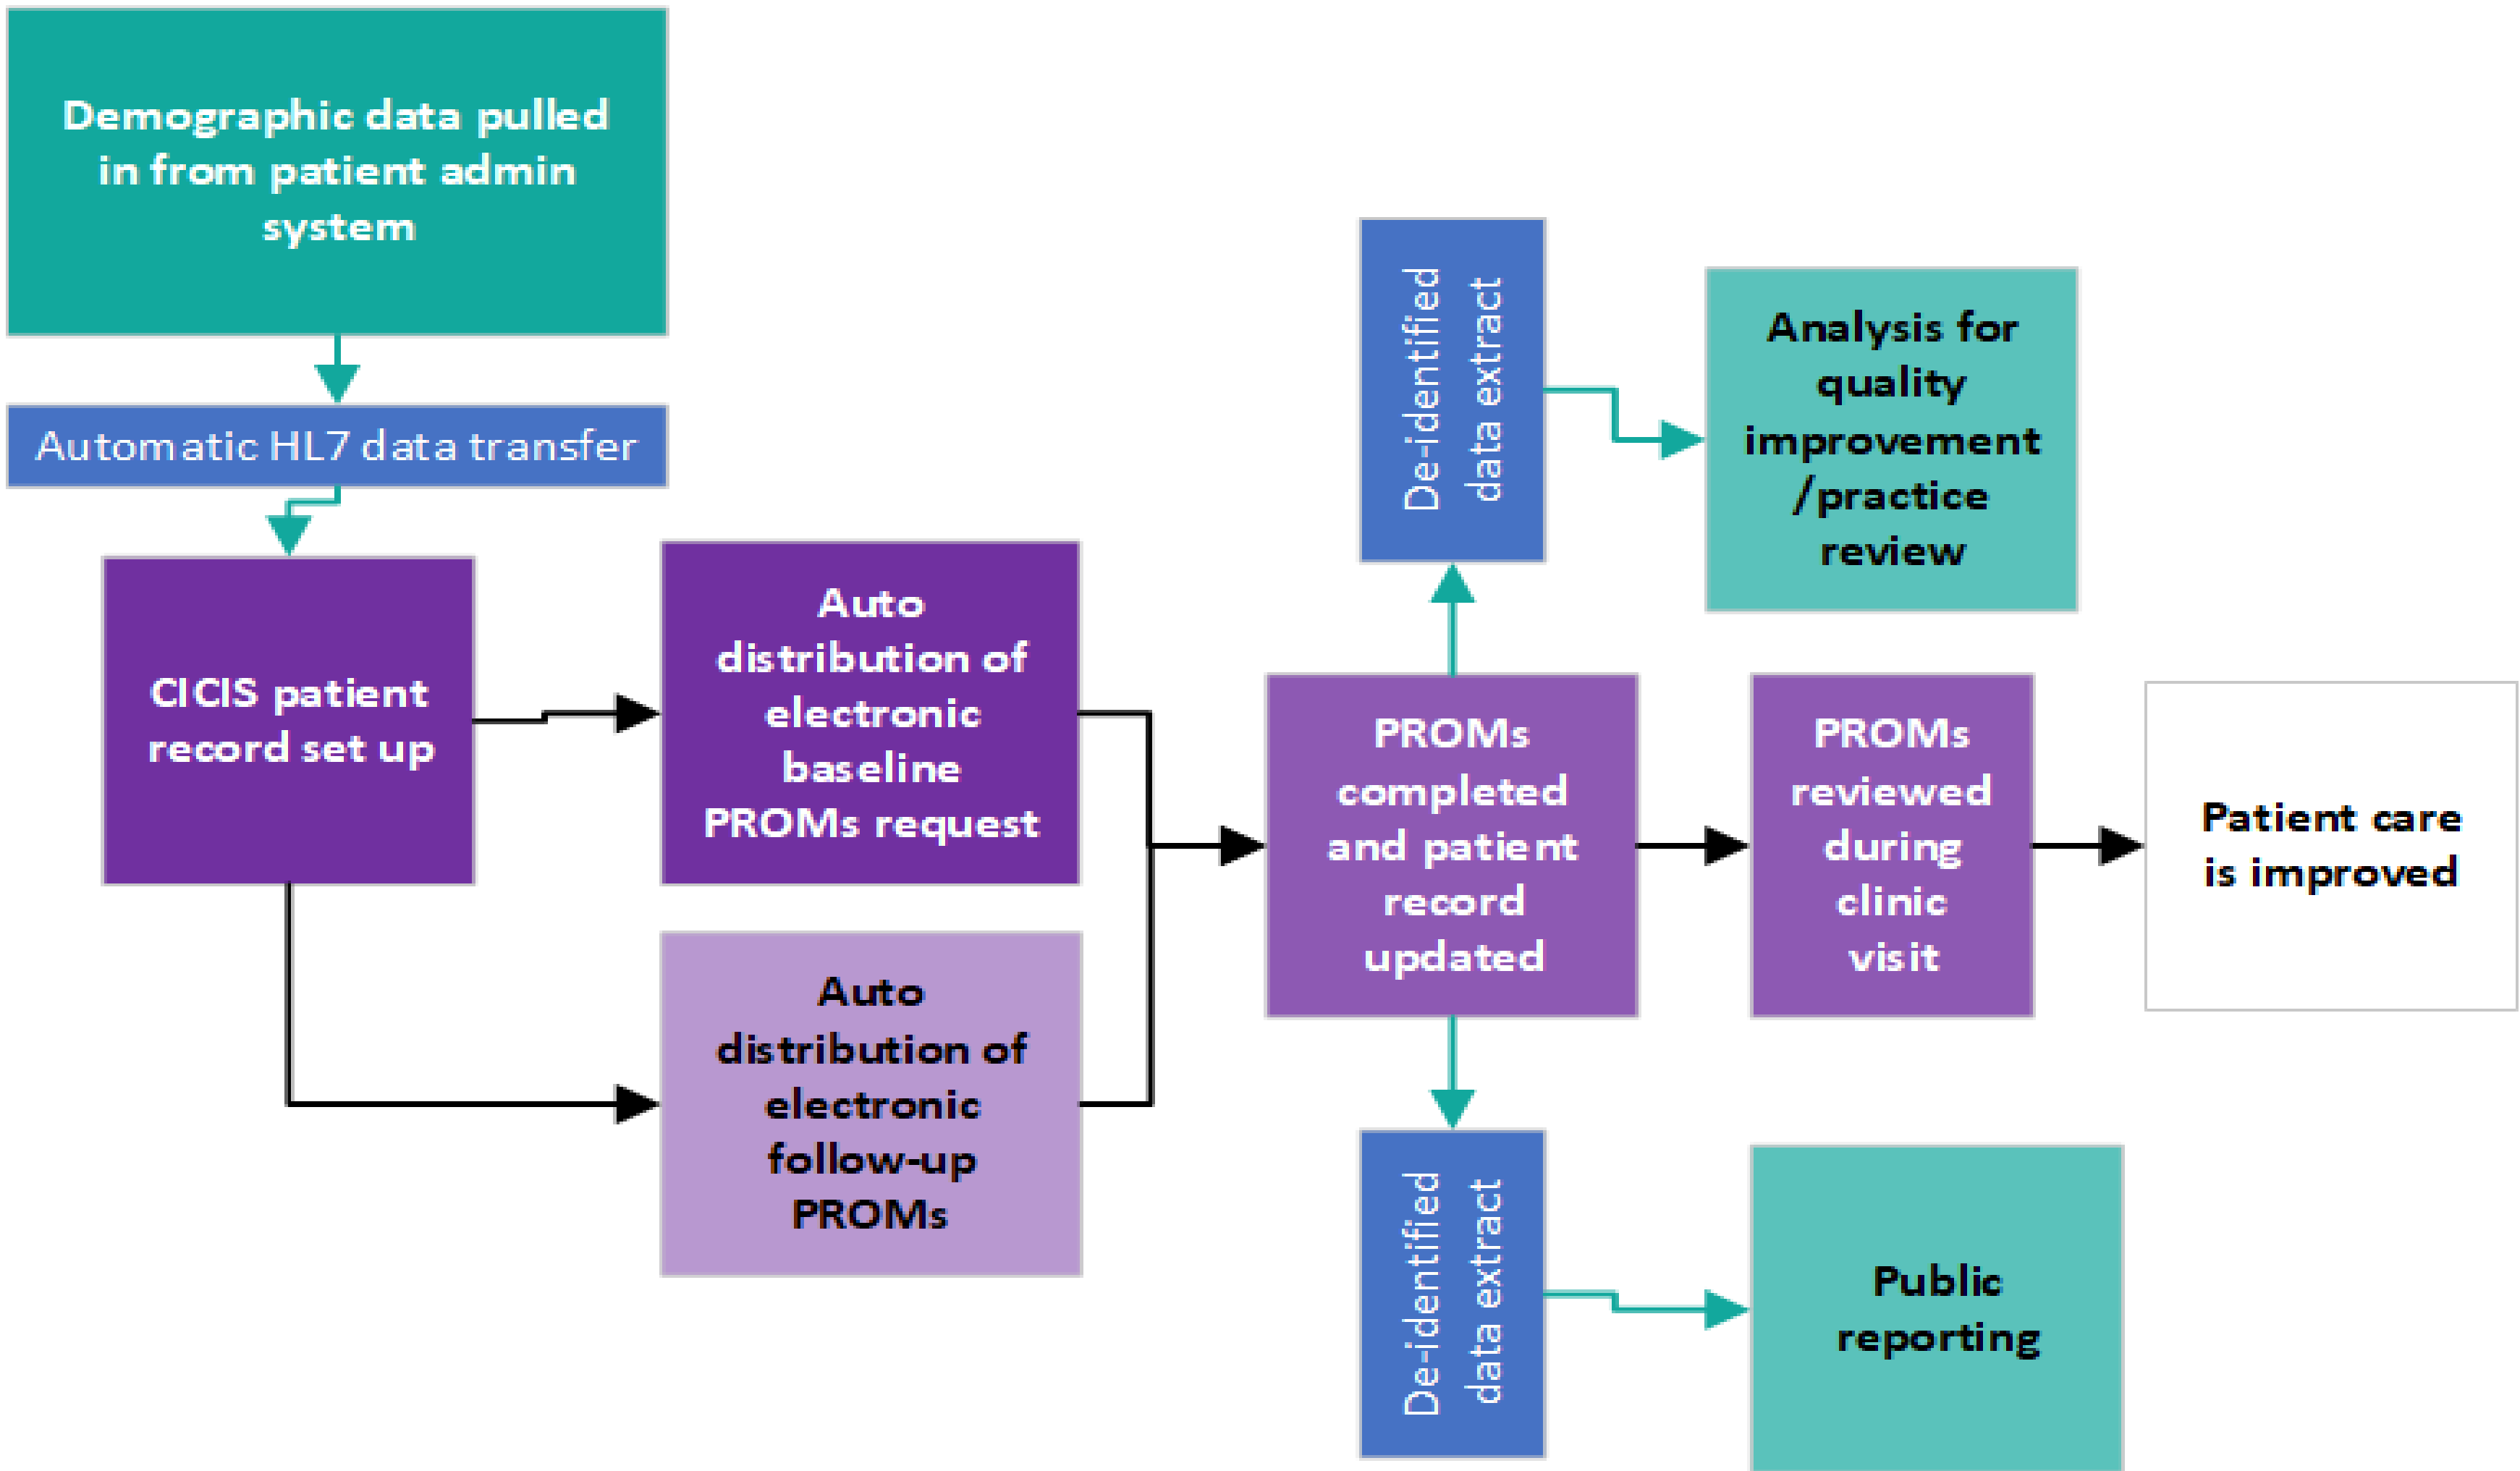 Demographic data pulled
in from patient admin
system
Automatic HL7 data transfer
CICIS patient
record set up
Auto
distribution of
electronic
baseline
PROMs request
Auto
distribution of
electronic
follow-up
PROMs
De-identified
data extract
Analysis for
quality
improvement
/practice
review
PROMs
completed
and patient
record
updated
PROMs
reviewed
during
clinic
visit
Patient care
is improved
De-identified
data extract
Public
reporting